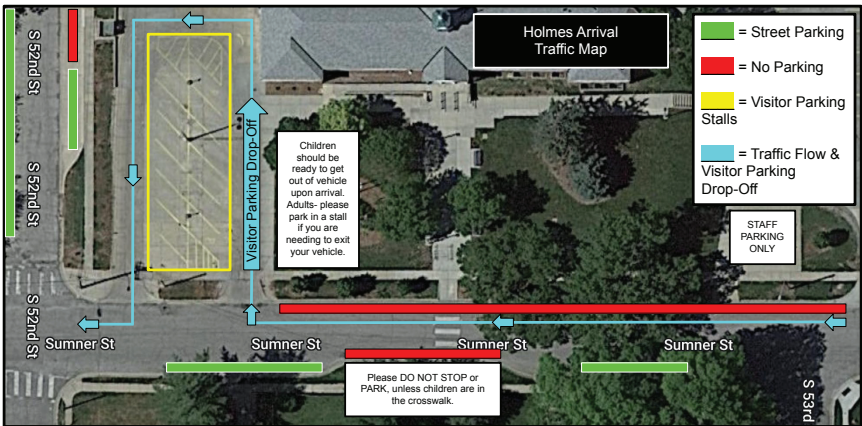 Holmes Arrival
Traffic Map
= Street Parking
= No Parking
= Visitor Parking
Stalls
= Traffic Flow &
Visitor Parking
Drop-Off
S 52nd St
S 52nd St
S 52nd St
Visitor Parking Drop-Off
Children
should be
ready to get
out of vehicle
upon arrival.
Adults- please
park in a stall
if you are
needing to exit
your vehicle.
STAFF
PARKING
ONLY
Sumner St
Sumner St
Sumner St
Sumner St
Please DO NOT STOP or
PARK, unless children are in
the crosswalk.
S 53rd